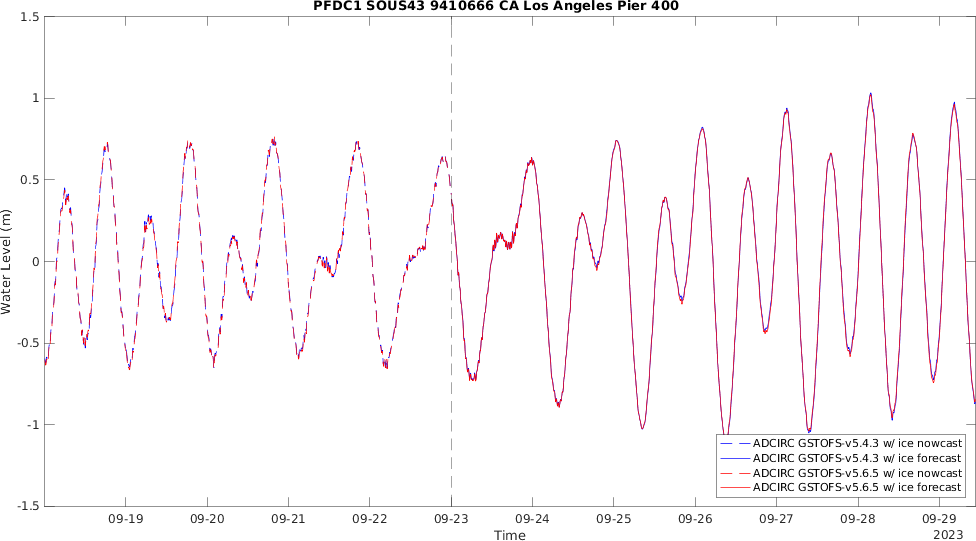 PFDC1 SOUS43 9410666 CA Los Angeles Pier 400
1.5
1
0.5
0
-0.5
-1
-1.5
Water Level (m)
ADCIRC GSTOFS-v5.4.3 w/ ice nowcast
ADCIRC GSTOFS-v5.4.3 w/ ice forecast
ADCIRC GSTOFS-v5.6.5 w/ ice nowcast
ADCIRC GSTOFS-v5.6.5 w/ ice forecast
09-19 09-20 09-21 09-22 09-23 09-24 09-25 09-26 09-27 09-28 09-29
Time
2023